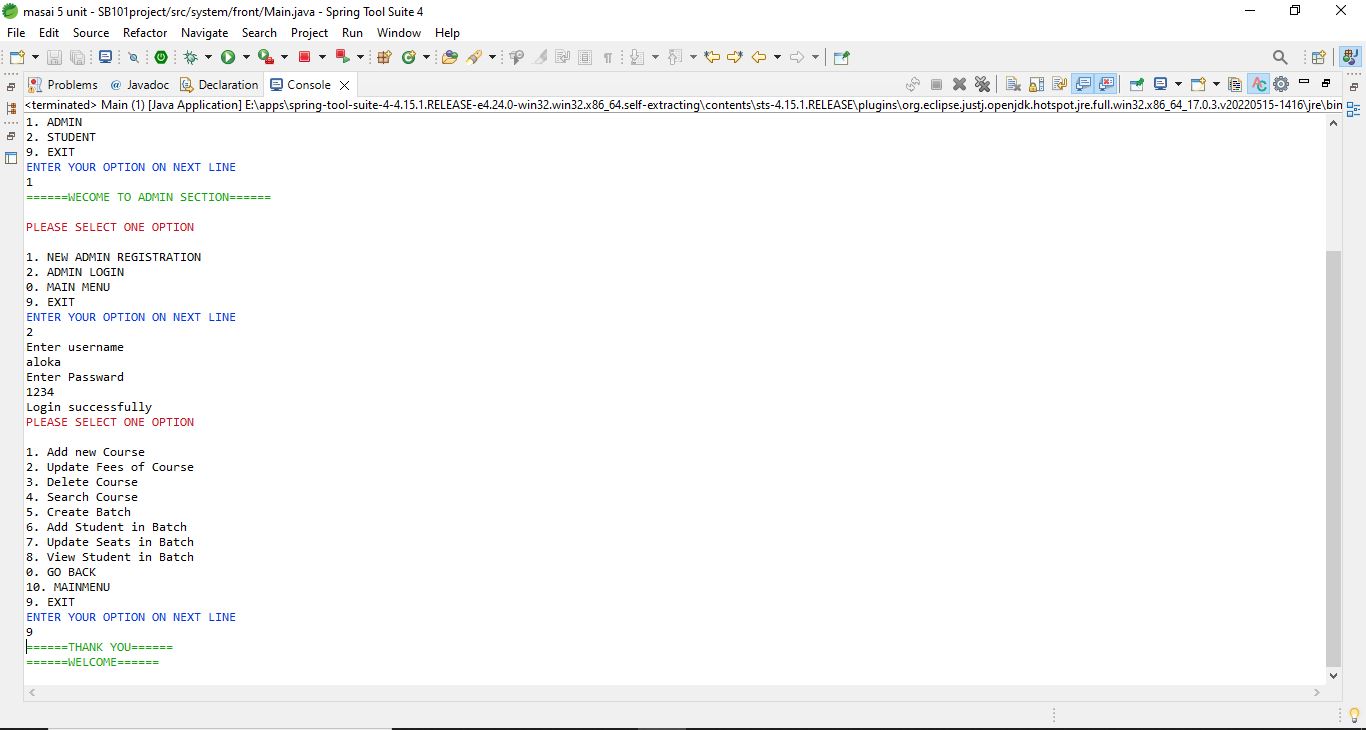 masai 5 unit - SB101project/src/system/front/Main.java - Spring Tool Suite 4
File Edit Source Refactor Navigate Search Project Run Window Help
Problems @ Javadoc Declaration Console
<terminated> Main (1) [Java Application] E:\apps\spring-tool-suite-4-4.15.1.RELEASE-e4.24.0-win32.win32.x86_64.self-extracting\contents\sts-4.15.1.RELEASE\plugins\org.eclipse.justj.openjdk.hotspot.jre.full.win32.x86_64_17.0.3.v20220515-1416\jre\bin
1. ADMIN
2. STUDENT
9. EXIT
ENTER YOUR OPTION ON NEXT LINE
1
======WECOME TO ADMIN SECTION======
PLEASE SELECT ONE OPTION
1. NEW ADMIN REGISTRATION
2. ADMIN LOGIN
0. MAIN MENU
9. EXIT
ENTER YOUR OPTION ON NEXT LINE
2
Enter username
aloka
Enter Passward
1234
Login successfully
PLEASE SELECT ONE OPTION
1. Add new Course
2. Update Fees of Course
3. Delete Course
4. Search Course
5. Create Batch
6. Add Student in Batch
7. Update Seats in Batch
8. View Student in Batch
0. GO BACK
10. MAINMENU
9. EXIT
ENTER YOUR OPTION ON NEXT LINE
9
======THANK YOU======
======WELCOME======